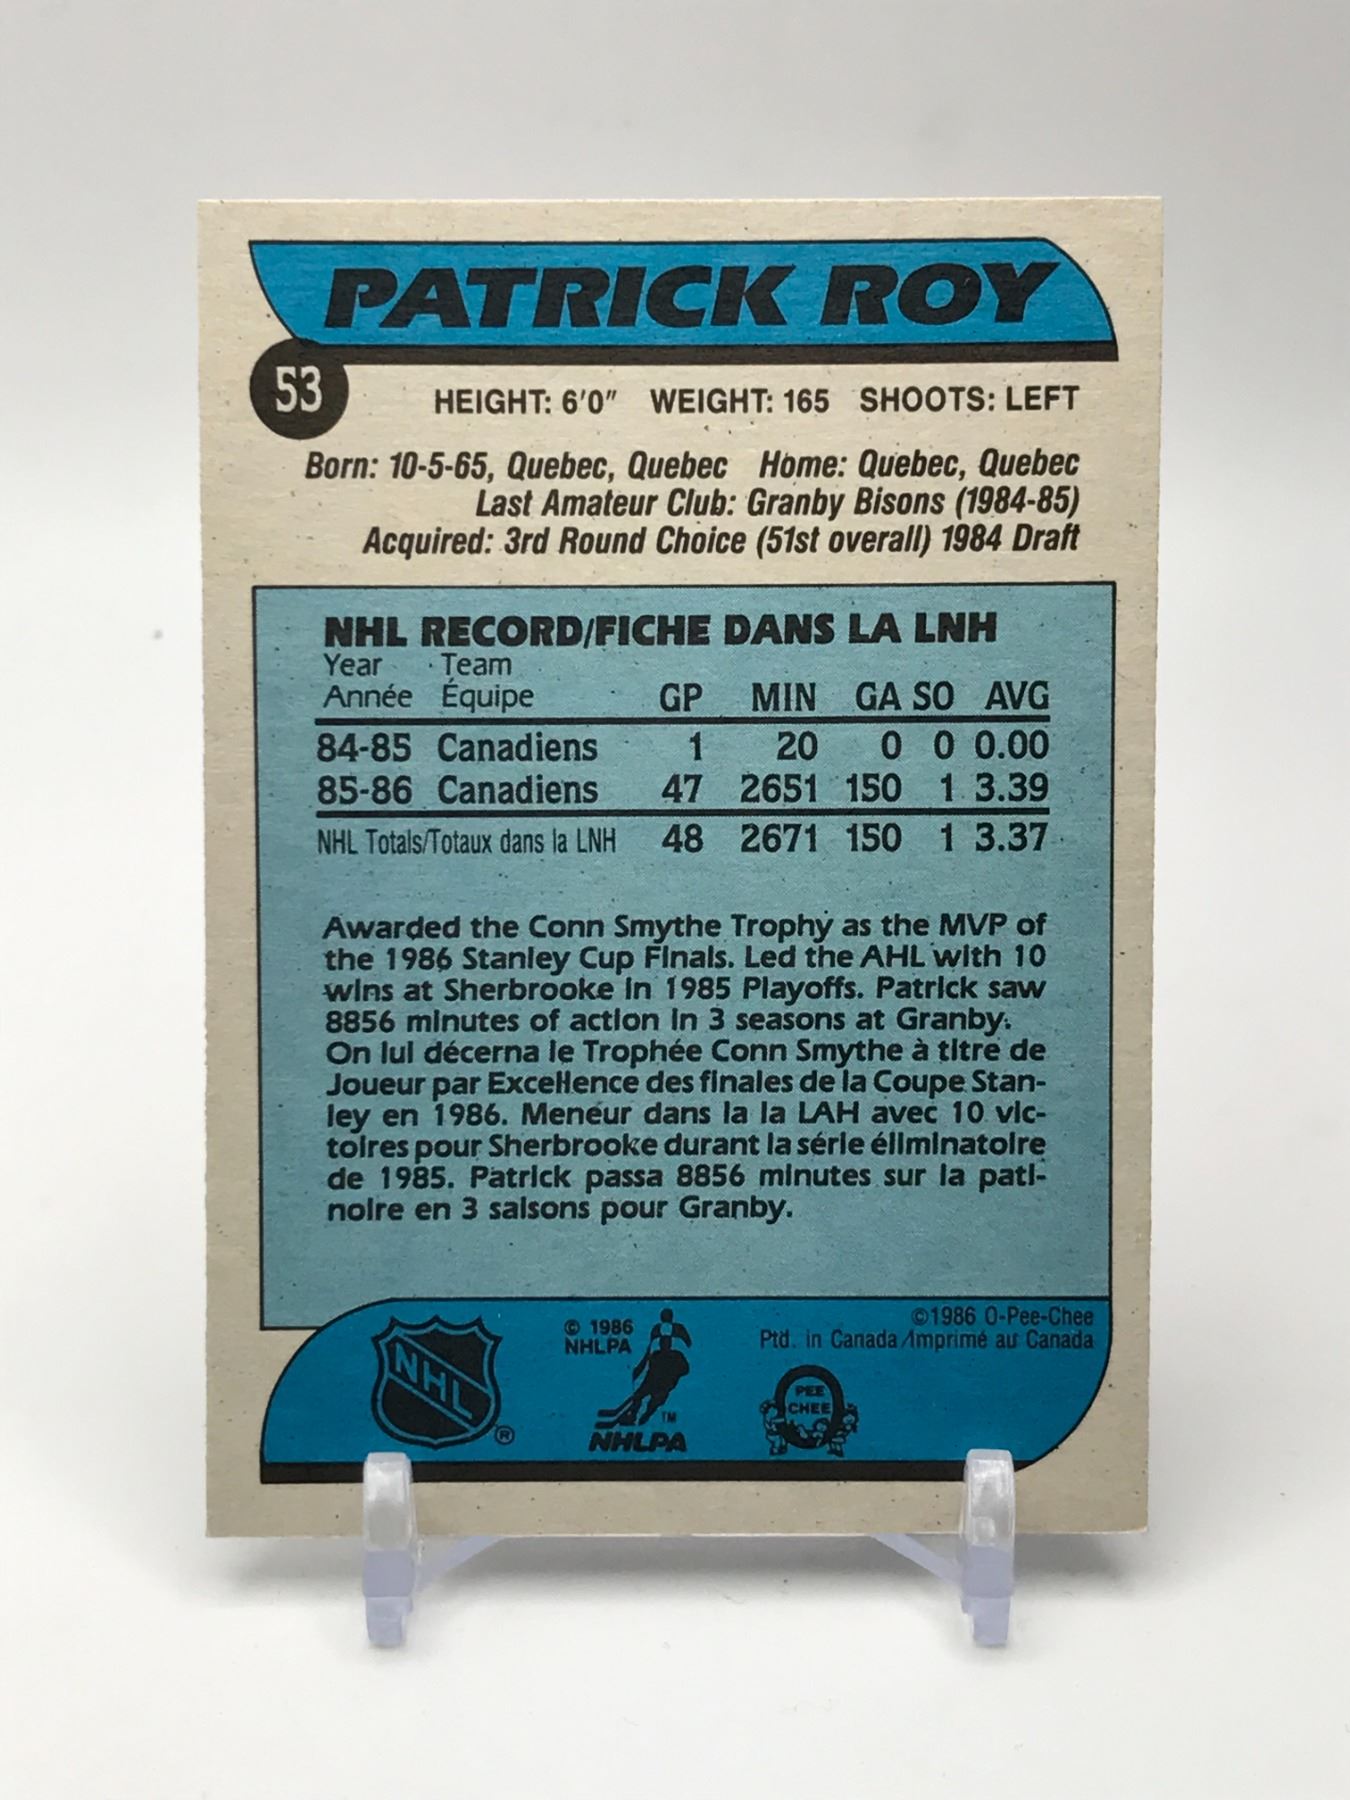 PATRICK ROY
53
HEIGHT: 6'0" WEIGHT: 165 SHOOTS: LEFT
Born: 10-5-65, Quebec, Quebec Home: Quebec, Quebec
Last Amateur Club: Granby Bisons (1984-85)
Acquired: 3rd Round Choice (51st overall) 1984 Draft
NHL RECORD/FICHE DANS LA LNH
Year Team
Année Équipe GP MIN GA SO AVG
84-85 Canadiens 1 20 0 0 0.00
85-86 Canadiens 47 2651 150 1 3.39
NHL Totals/Totaux dans la LNH 48 2671 150 1 3.37
Awarded the Conn Smythe Trophy as the MVP of
the 1986 Stanley Cup Finals. Led the AHL with 10
wins at Sherbrooke in 1985 Playoffs. Patrick saw
8856 minutes of action in 3 seasons at Granby.
On lui décerna le Trophée Conn Smythe à titre de
Joueur par Excellence des finales de la Coupe Stan-
ley en 1986. Meneur dans la la LAH avec 10 vic-
toires pour Sherbrooke durant la série éliminatoire
de 1985. Patrick passa 8856 minutes sur la pati-
noire en 3 saisons pour Granby.
©1986 O-Pee-Chee
Ptd. in Canada/Imprimé au Canada
© 1986
NHLPA
NHL ®
TM
NHLPA
PEE
CHEE